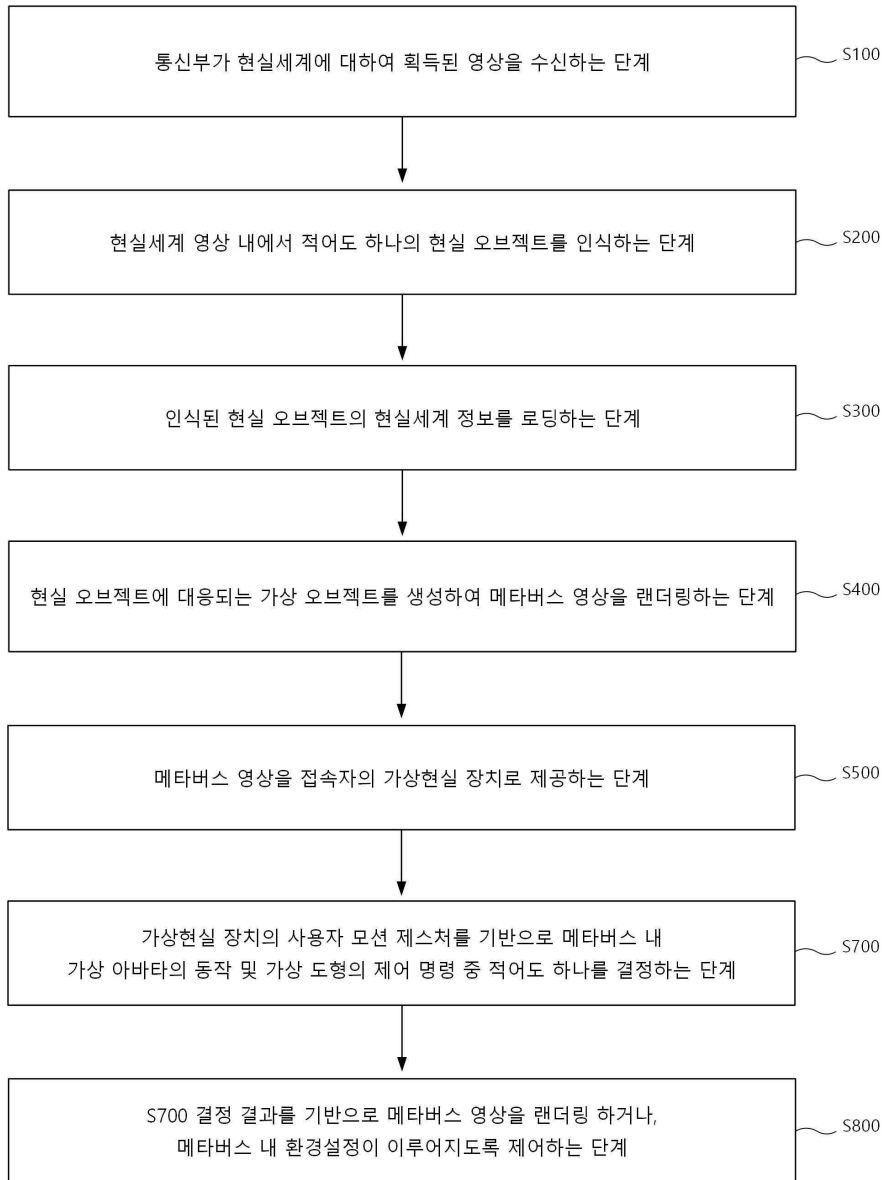 통신부가 현실세계에 대하여 획득된 영상을 수신하는 단계
S100
현실세계 영상 내에서 적어도 하나의 현실 오브젝트를 인식하는 단계
S200
인식된 현실 오브젝트의 현실세계 정보를 로딩하는 단계
S300
현실 오브젝트에 대응되는 가상 오브젝트를 생성하여 메타버스 영상을 랜더링하는 단계
S400
메타버스 영상을 접속자의 가상현실 장치로 제공하는 단계
S500
가상현실 장치의 사용자 모션 제스처를 기반으로 메타버스 내
가상 아바타의 동작 및 가상 도형의 제어 명령 중 적어도 하나를 결정하는 단계
S700
S700 결정 결과를 기반으로 메타버스 영상을 랜더링 하거나,
메타버스 내 환경설정이 이루어지도록 제어하는 단계
S800